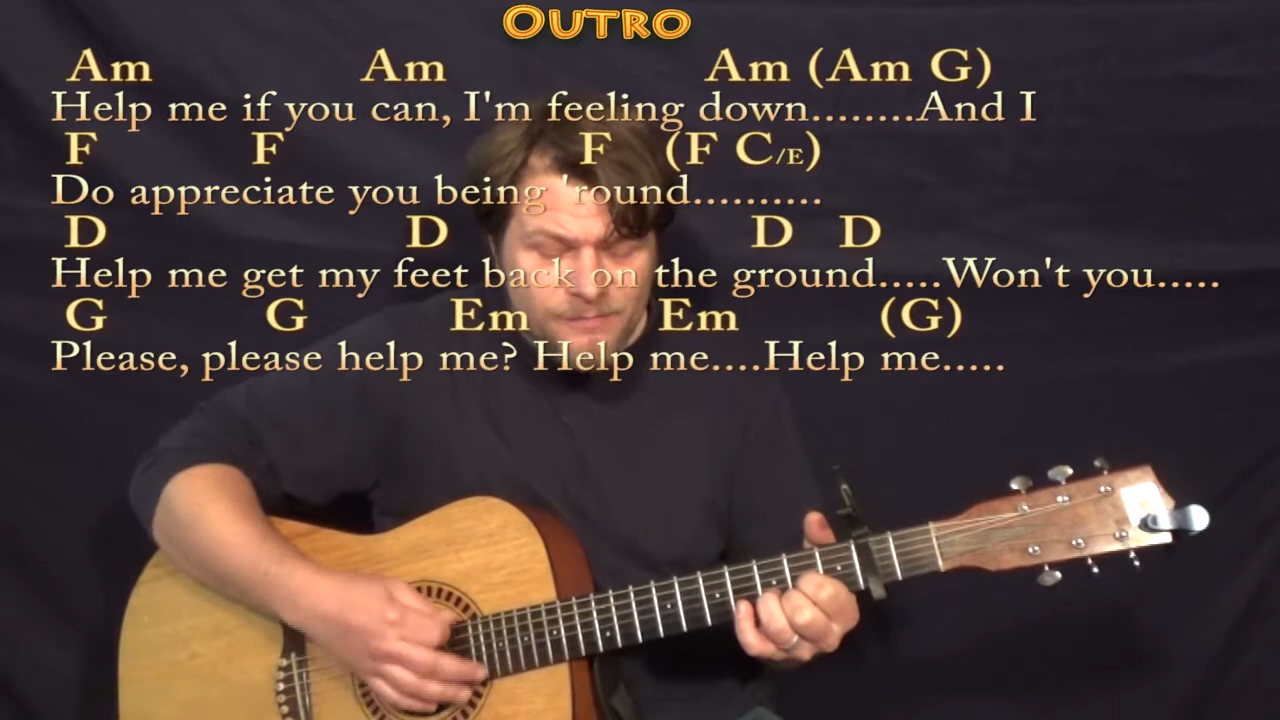 OUTRO
Am Am Am (Am G)
Help me if you can, I'm feeling down........And I
F F F (F C/E)
Do appreciate you being 'round..........
D D D D
Help me get my feet back on the ground.....Won't you.....
G G Em Em (G)
Please, please help me? Help me....Help me.....